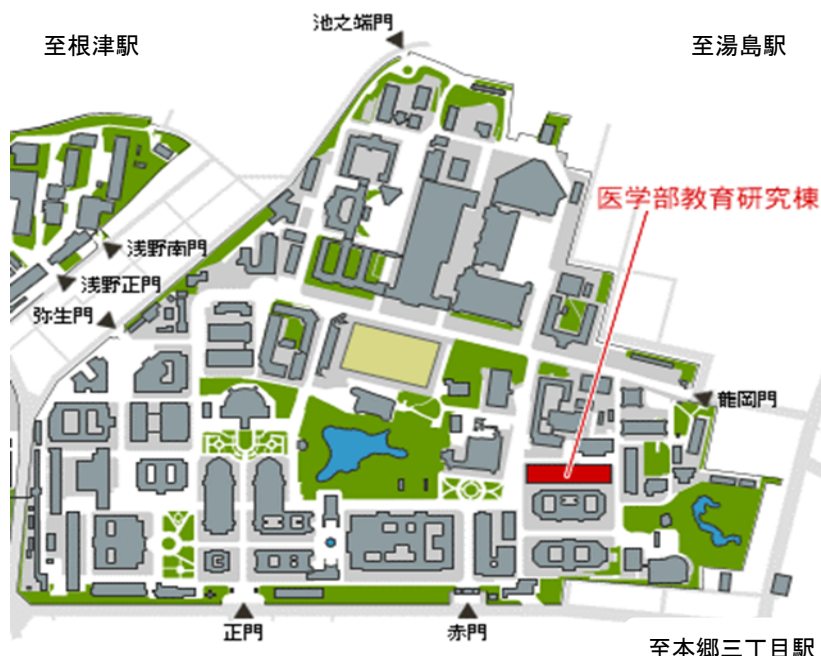 池之端門
至根津駅
至湯島駅
医学部教育研究棟
浅野南門
浅野正門
弥生門
龍岡門
正門
赤門
至本郷三丁目駅